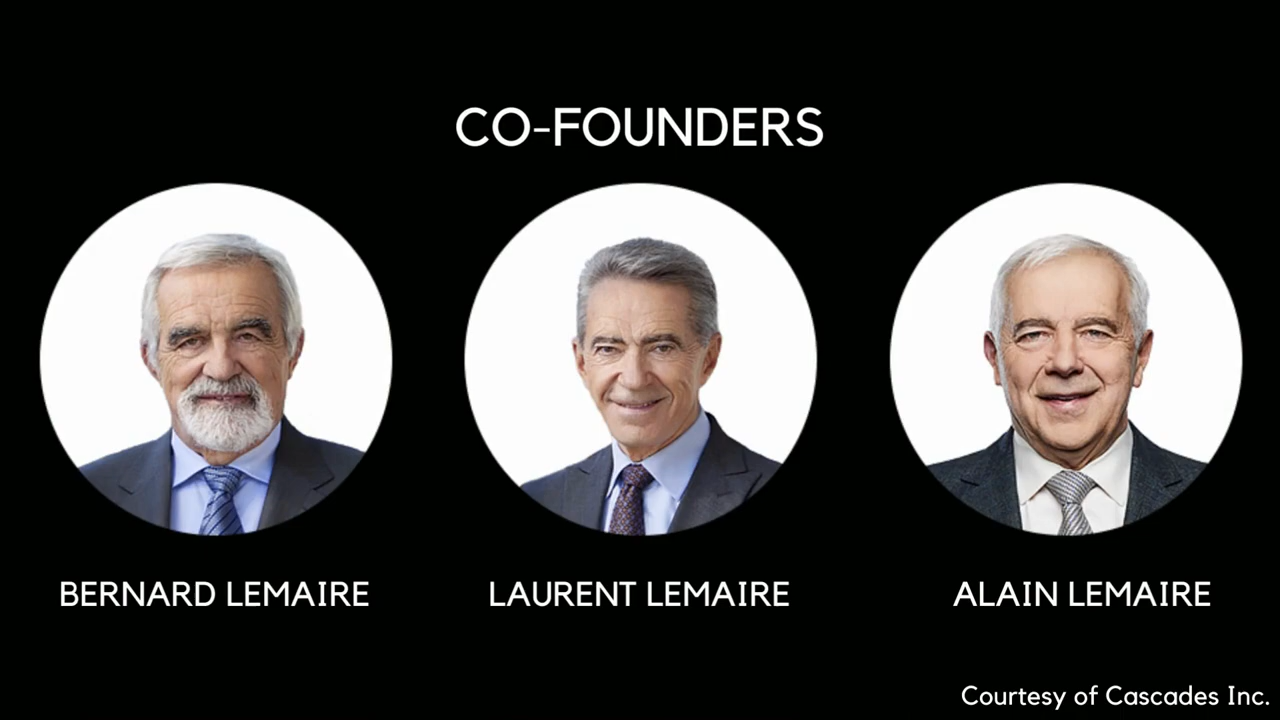 CO-FOUNDERS
BERNARD LEMAIRE
LAURENT LEMAIRE
ALAIN LEMAIRE
Courtesy of Cascades Inc.